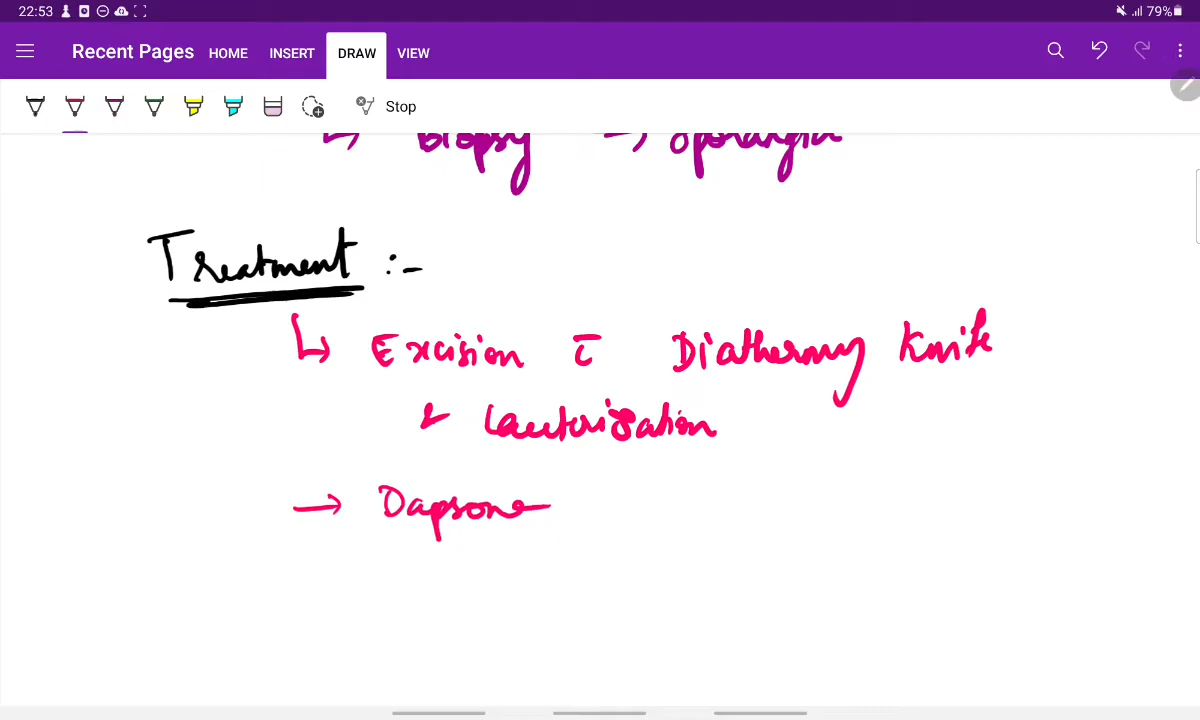 22:53 79%
Recent Pages HOME INSERT DRAW VIEW
Stop
↳ Biopsy → Sporangia
Treatment :-
↳ Excision c̄ Diathermy Knife
& Cauterisation
→ Dapsone